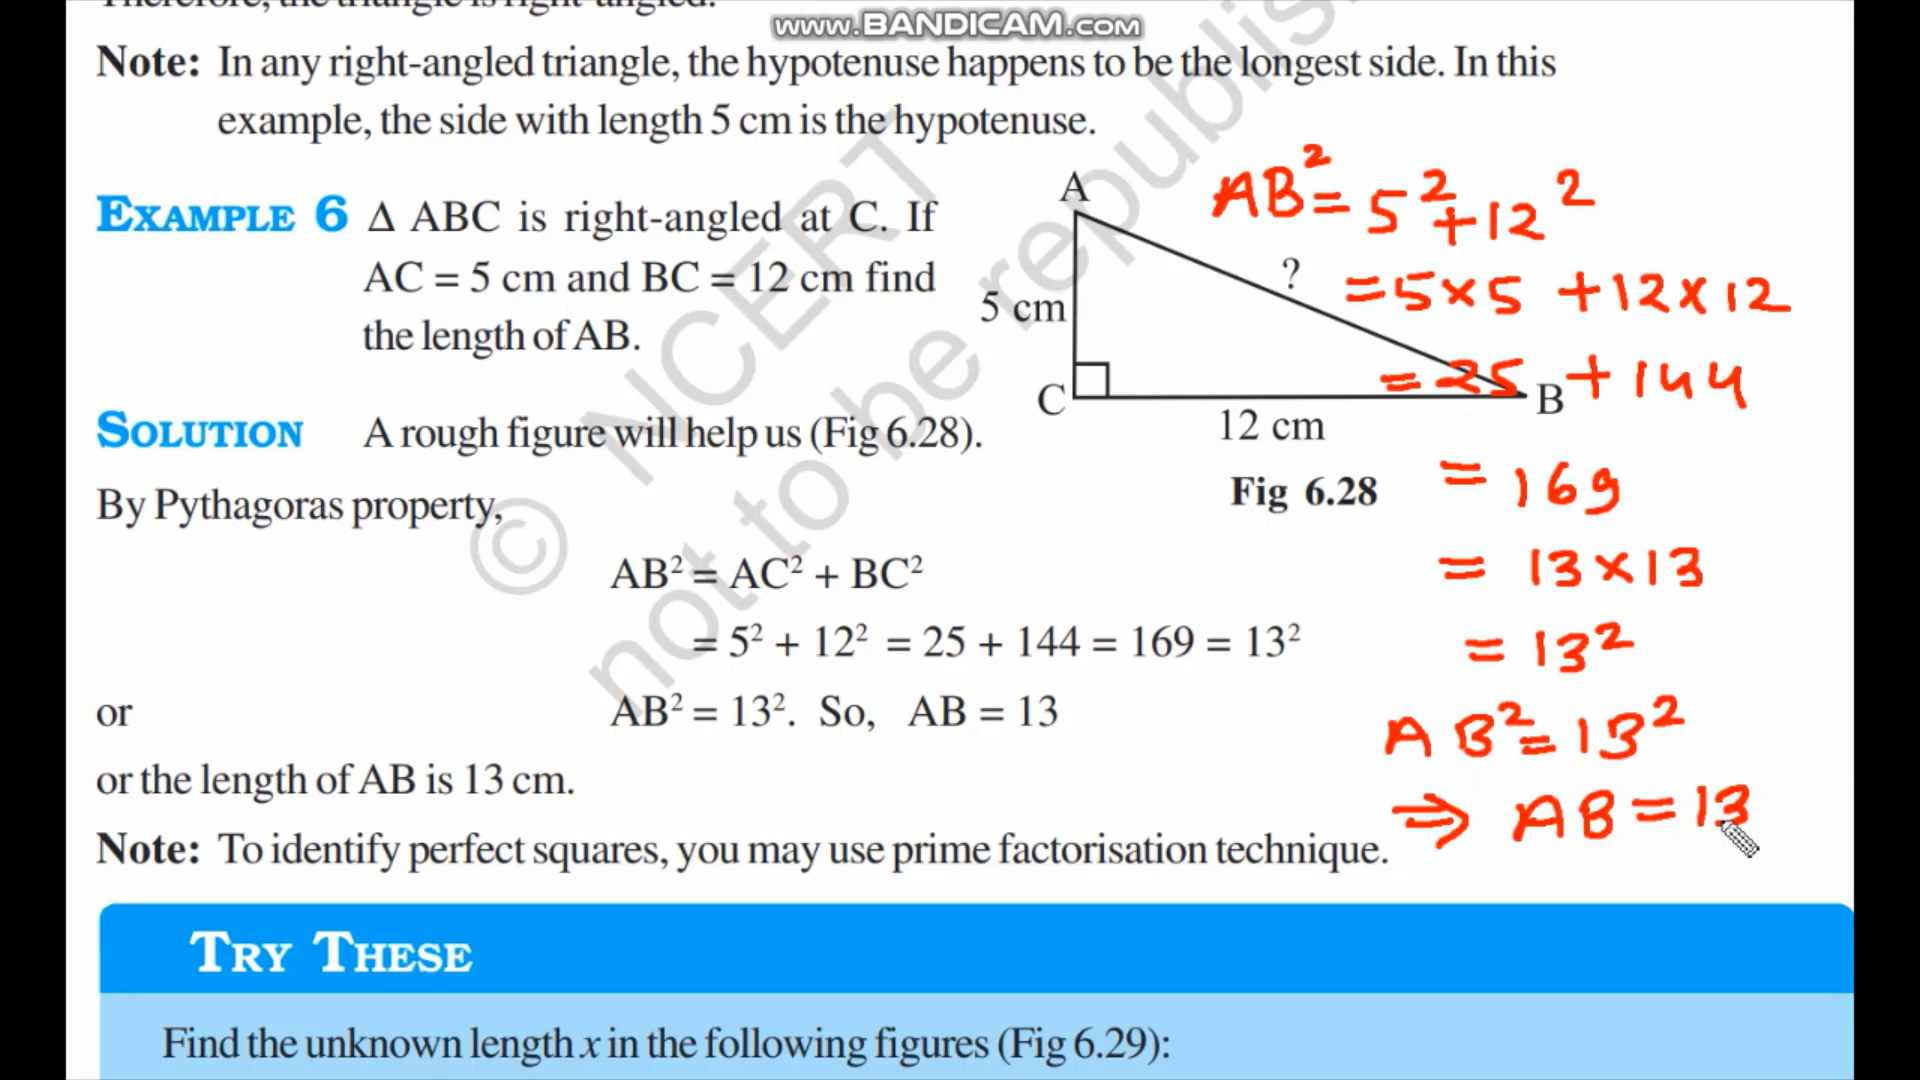 Therefore, the triangle is right-angled.
www.BANDICAM.com
Note: In any right-angled triangle, the hypotenuse happens to be the longest side. In this
example, the side with length 5 cm is the hypotenuse.
EXAMPLE 6 Δ ABC is right-angled at C. If
AC = 5 cm and BC = 12 cm find
the length of AB.
A
?
5 cm
C
B
12 cm
Fig 6.28
AB² = 5² + 12²
= 5 × 5 + 12 × 12
= 25 + 144
= 169
= 13 × 13
= 13²
AB² = 13²
⇒ AB = 13
SOLUTION A rough figure will help us (Fig 6.28).
By Pythagoras property,
AB² = AC² + BC²
= 5² + 12² = 25 + 144 = 169 = 13²
or AB² = 13². So, AB = 13
or the length of AB is 13 cm.
Note: To identify perfect squares, you may use prime factorisation technique.
TRY THESE
Find the unknown length x in the following figures (Fig 6.29):
© NCERT
not to be republis